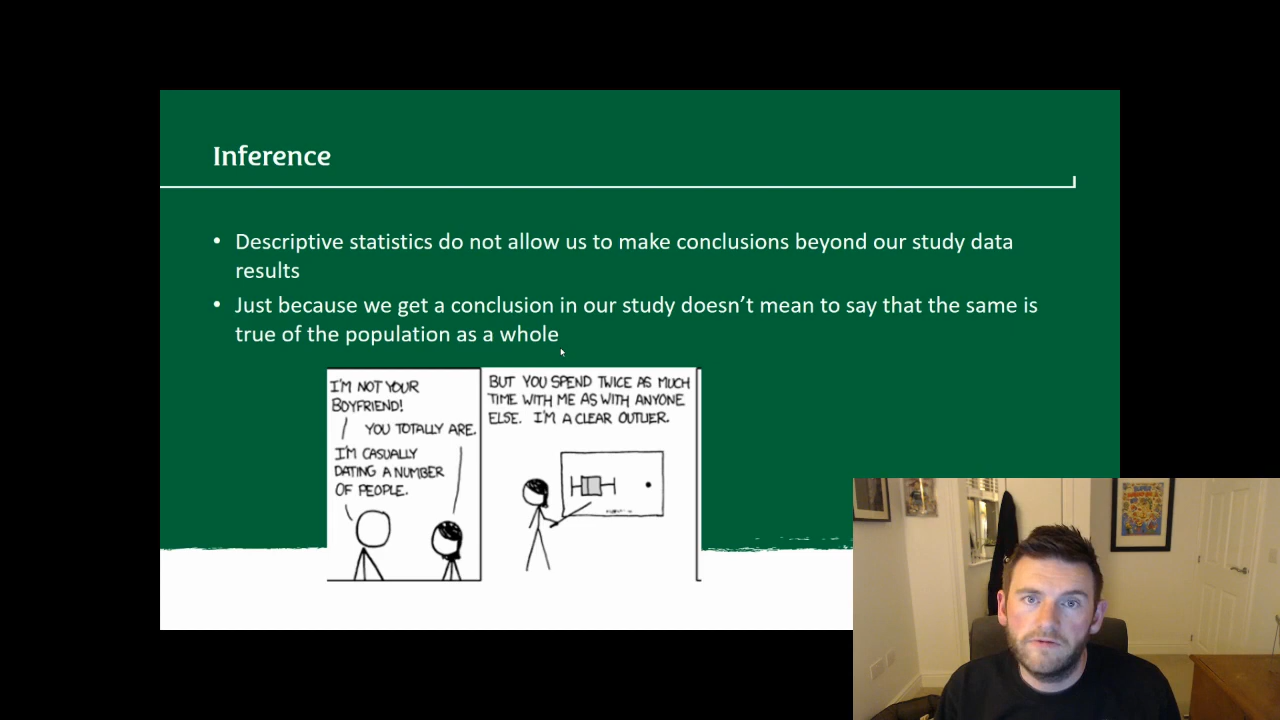 Inference
• Descriptive statistics do not allow us to make conclusions beyond our study data
results
• Just because we get a conclusion in our study doesn’t mean to say that the same is
true of the population as a whole
I'M NOT YOUR
BOYFRIEND!
YOU TOTALLY ARE.
I'M CASUALLY
DATING A NUMBER
OF PEOPLE.
BUT YOU SPEND TWICE AS MUCH
TIME WITH ME AS WITH ANYONE
ELSE. I'M A CLEAR OUTLIER.